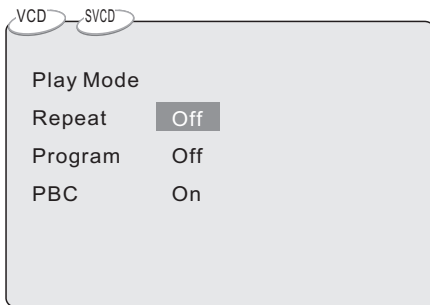 VCD SVCD
Play Mode
Repeat Off
Program Off
PBC On